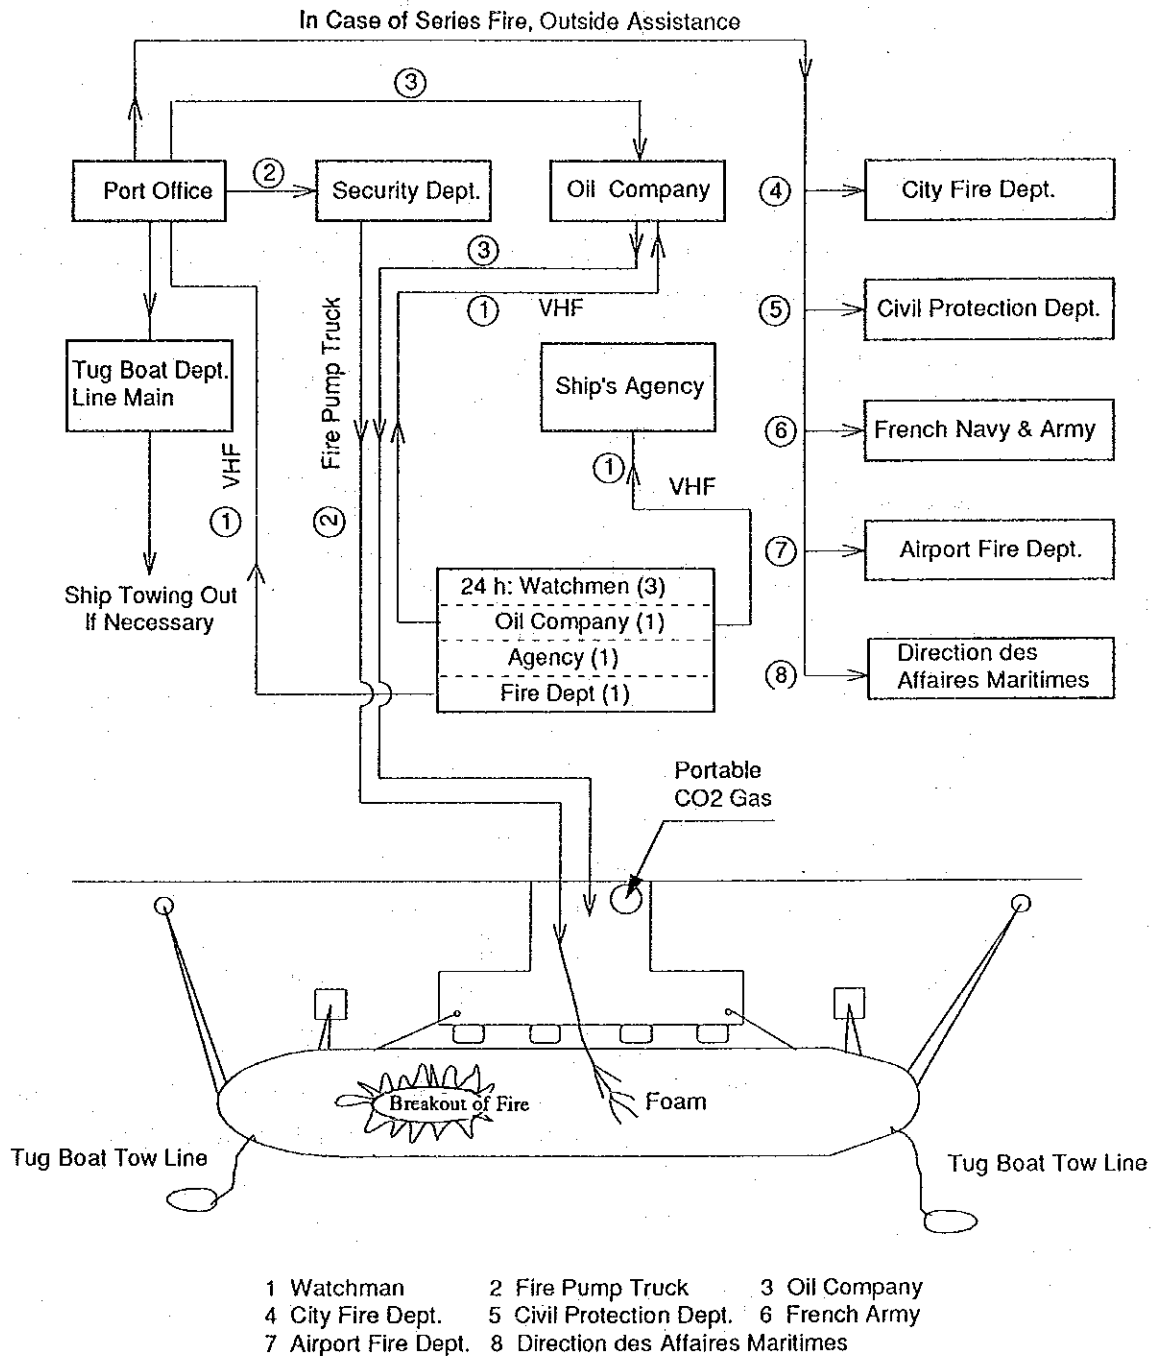 In Case of Series Fire, Outside Assistance
3
Port Office
2
Security Dept.
Oil Company
4
City Fire Dept.
3
1
VHF
5
Civil Protection Dept.
Fire Pump Truck
2
Tug Boat Dept.
Line Main
VHF
1
Ship's Agency
6
French Navy & Army
1
VHF
7
Airport Fire Dept.
Ship Towing Out
If Necessary
24 h: Watchmen (3)
Oil Company (1)
Agency (1)
Fire Dept (1)
8
Direction des
Affaires Maritimes
Portable
CO2 Gas
Breakout of Fire
Foam
Tug Boat Tow Line
Tug Boat Tow Line
1 Watchman 2 Fire Pump Truck 3 Oil Company
4 City Fire Dept. 5 Civil Protection Dept. 6 French Army
7 Airport Fire Dept. 8 Direction des Affaires Maritimes